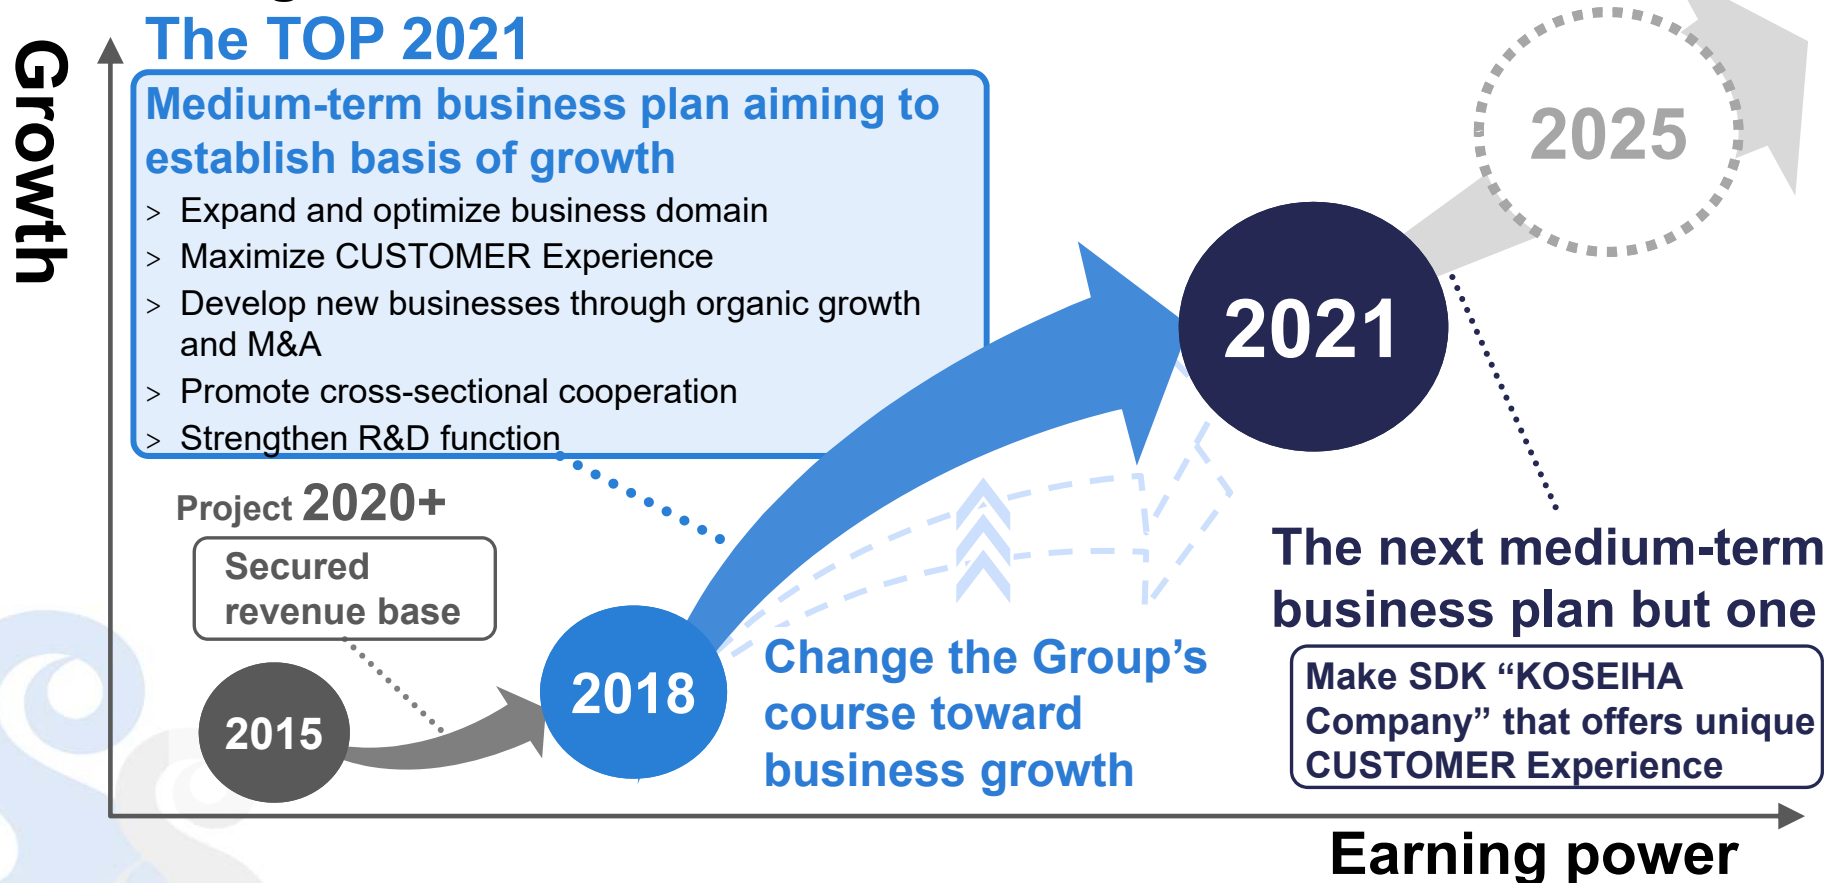 The TOP 2021
Growth
Medium-term business plan aiming to
establish basis of growth
> Expand and optimize business domain
> Maximize CUSTOMER Experience
> Develop new businesses through organic growth
and M&A
> Promote cross-sectional cooperation
> Strengthen R&D function
2025
2021
Project 2020+
Secured
revenue base
2015
2018
Change the Group’s
course toward
business growth
The next medium-term
business plan but one
Make SDK “KOSEIHA
Company” that offers unique
CUSTOMER Experience
Earning power